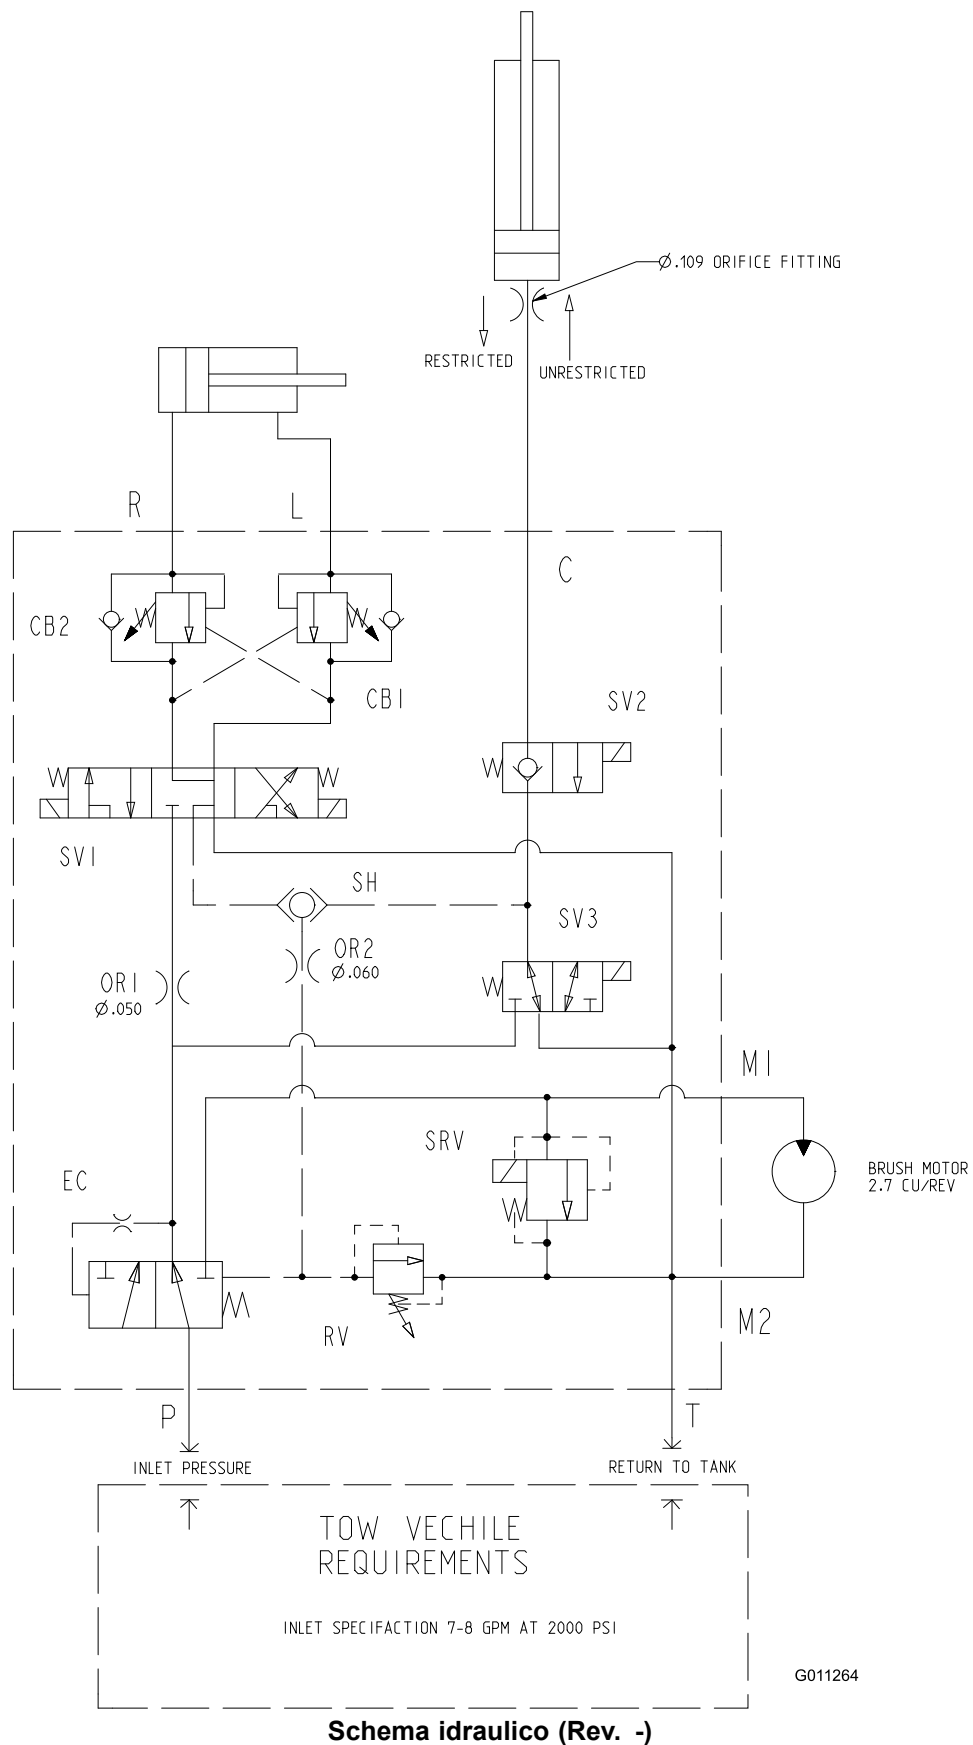 Ø.109 ORIFICE FITTING
RESTRICTED
UNRESTRICTED
R
L
C
CB2
CB1
SV2
SV1
SH
SV3
OR2
Ø.060
OR1
Ø.050
M1
SRV
EC
BRUSH MOTOR
2.7 CU/REV
RV
M2
P
T
INLET PRESSURE
RETURN TO TANK
TOW VECHILE
REQUIREMENTS
INLET SPECIFACTION 7-8 GPM AT 2000 PSI
G011264
Schema idraulico (Rev. -)